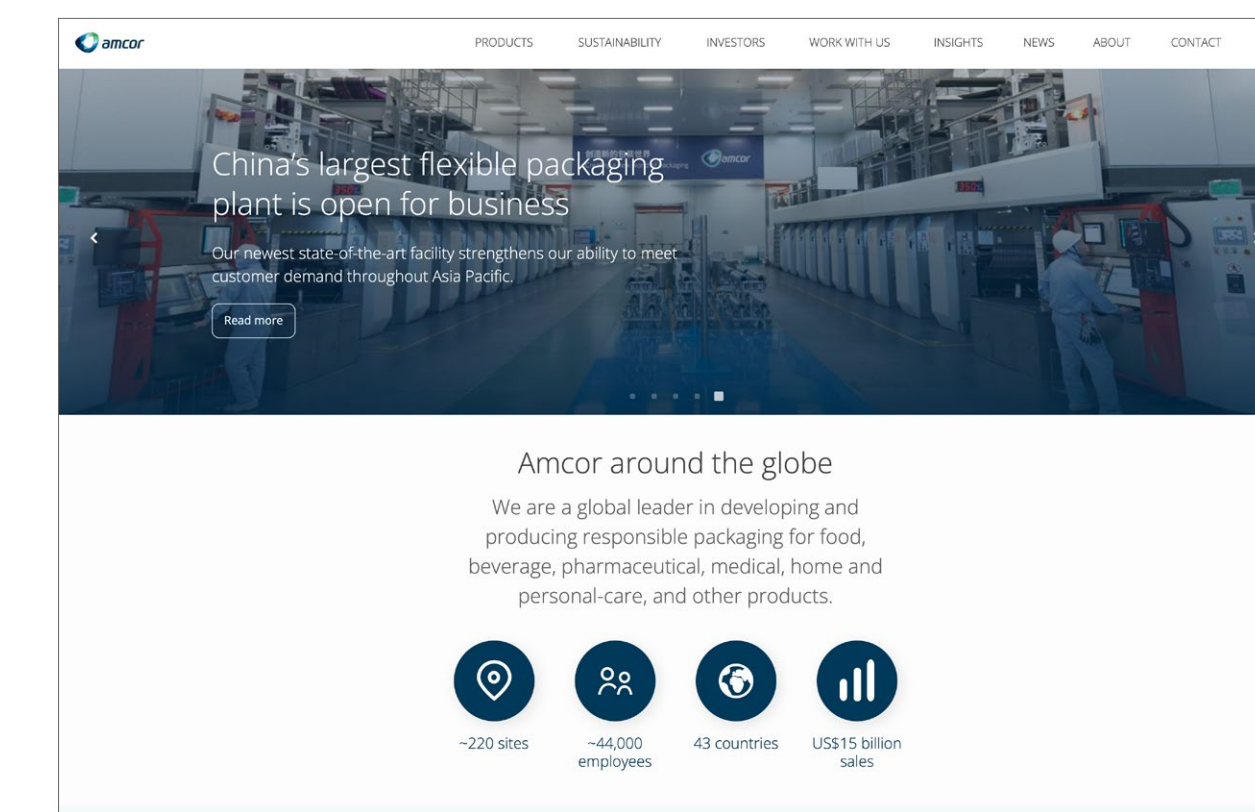 amcor
PRODUCTS SUSTAINABILITY INVESTORS WORK WITH US INSIGHTS NEWS ABOUT CONTACT
amcor
China's largest flexible packaging
plant is open for business
Our newest state-of-the-art facility strengthens our ability to meet
customer demand throughout Asia Pacific.
Read more
Amcor around the globe
We are a global leader in developing and
producing responsible packaging for food,
beverage, pharmaceutical, medical, home and
personal-care, and other products.
~220 sites
~44,000
employees
43 countries
US$15 billion
sales